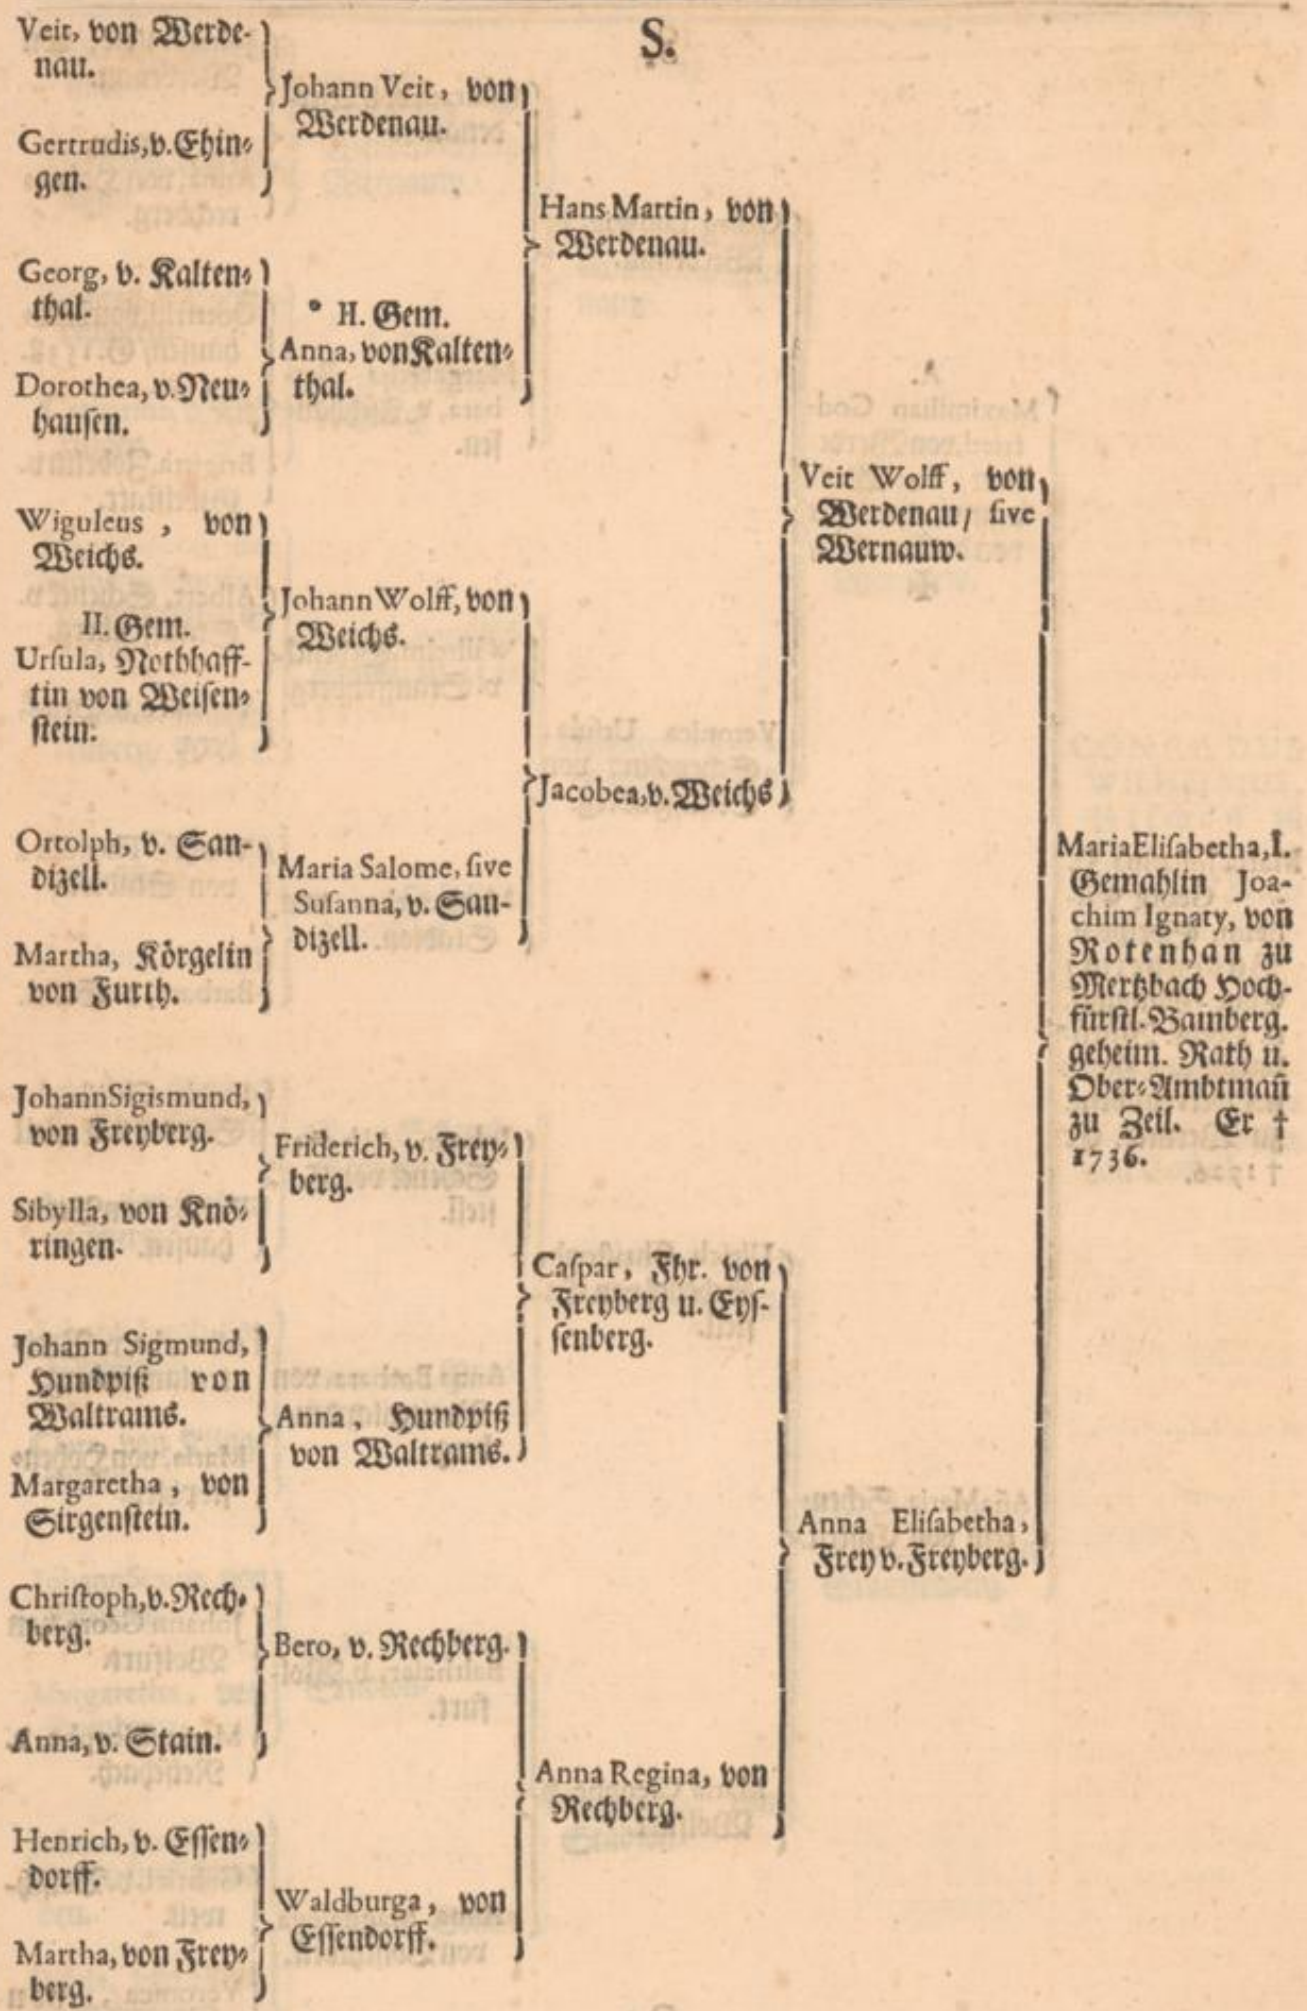 S.
Veit, von Werde-
nau.
Gertrudis, v. Ehin-
gen.
Georg, v. Kalten-
thal.
Dorothea, v. Neu-
hausen.
Wiguleus, von
Weichs.
II. Gem.
Ursula, Nothhaff-
tin von Weisen-
stein.
Ortolph, v. San-
dizell.
Martha, Körgelin
von Furth.
Johann Sigismund,
von Freyberg.
Sibylla, von Knö-
ringen.
Johann Sigmund,
Hundpiß von
Waltrams.
Margaretha, von
Sirgenstein.
Christoph, v. Rech-
berg.
Anna, v. Stain.
Henrich, v. Essen-
dorff.
Martha, von Frey-
berg.
Johann Veit, von
Werdenau.
II. Gem.
Anna, von Kalten-
thal.
Johann Wolff, von
Weichs.
Maria Salome, sive
Susanna, v. San-
dizell.
Friderich, v. Frey-
berg.
Anna, Hundpiß
von Waltrams.
Bero, v. Rechberg.
Waldburga, von
Essendorff.
Hans Martin, von
Werdenau.
Jacobea, v. Weichs
Caspar, Fhr. von
Freyberg u. Eys-
senberg.
Anna Regina, von
Rechberg.
Veit Wolff, von
Werdenau / sive
Wernauw.
Anna Elisabetha,
Frey v. Freyberg.
Maria Elisabetha, I.
Gemahlin Joa-
chim Ignaty, von
Rotenhan zu
Mertzbach Hoch-
fürstl. Bamberg.
geheim. Rath u.
Ober-Ambtmañ
zu Zeil. Er †
1736.